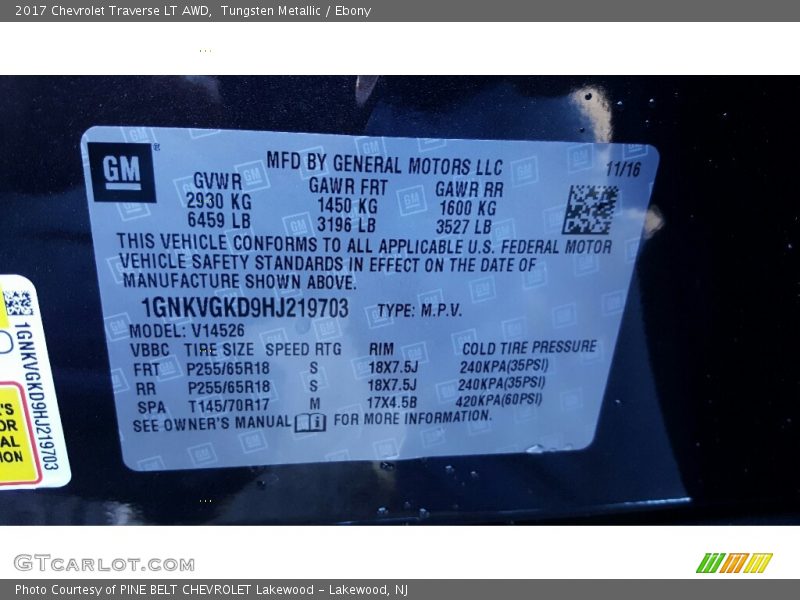 2017 Chevrolet Traverse LT AWD,  Tungsten Metallic / Ebony
GM
MFD BY GENERAL MOTORS LLC
11/16
GVWR GAWR FRT GAWR RR
2930 KG 1450 KG 1600 KG
6459 LB 3196 LB 3527 LB
THIS VEHICLE CONFORMS TO ALL APPLICABLE U.S. FEDERAL MOTOR
VEHICLE SAFETY STANDARDS IN EFFECT ON THE DATE OF
MANUFACTURE SHOWN ABOVE.
1GNKVGKD9HJ219703 TYPE: M.P.V.
MODEL: V14526
VBBC TIRE SIZE SPEED RTG RIM COLD TIRE PRESSURE
FRT P255/65R18 S 18X7.5J 240KPA(35PSI)
RR P255/65R18 S 18X7.5J 240KPA(35PSI)
SPA T145/70R17 M 17X4.5B 420KPA(60PSI)
SEE OWNER'S MANUAL FOR MORE INFORMATION.
1GNKVGKD9HJ219703
GTCARLOT.COM
Photo Courtesy of PINE BELT CHEVROLET Lakewood - Lakewood, NJ